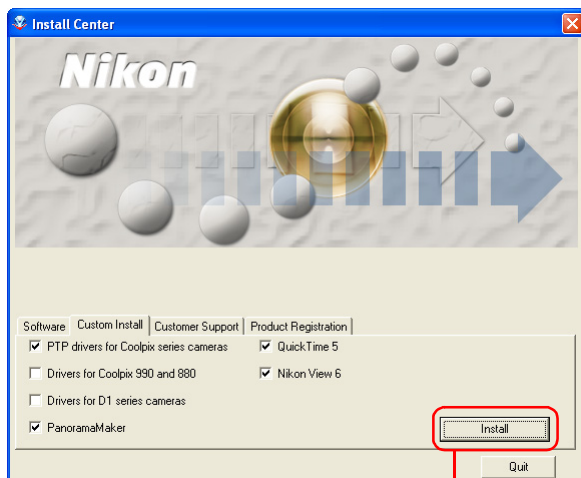 Install Center
Nikon
Software Custom Install Customer Support Product Registration
PTP drivers for Coolpix series cameras QuickTime 5
Drivers for Coolpix 990 and 880 Nikon View 6
Drivers for D1 series cameras
PanoramaMaker Install
Quit